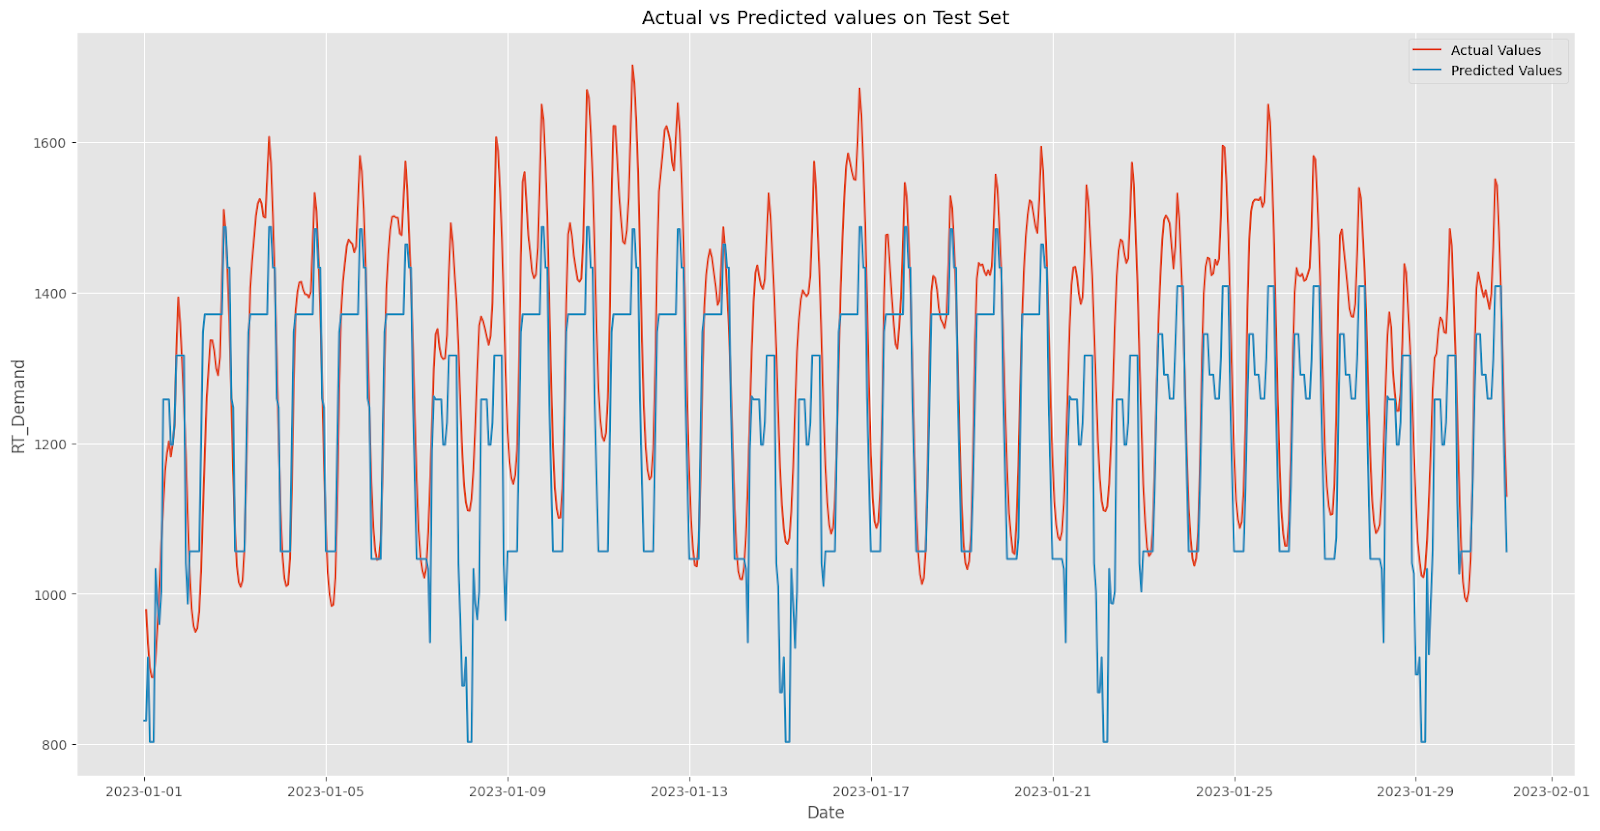 Actual vs Predicted values on Test Set
Actual Values
Predicted Values
RT_Demand
1600
1400
1200
1000
800
2023-01-01 2023-01-05 2023-01-09 2023-01-13 2023-01-17 2023-01-21 2023-01-25 2023-01-29 2023-02-01
Date